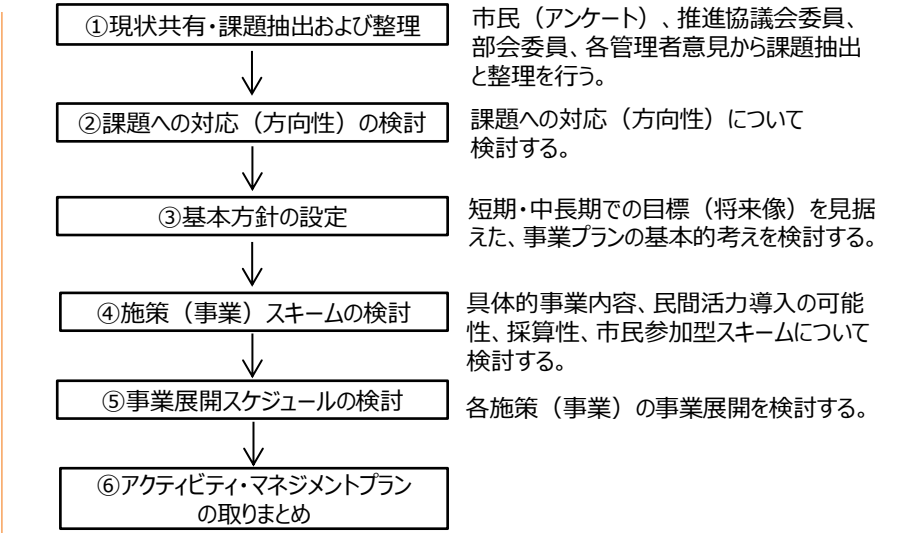 ①現状共有・課題抽出および整理
市民（アンケート）、推進協議会委員、
部会委員、各管理者意見から課題抽出
と整理を行う。
②課題への対応（方向性）の検討
課題への対応（方向性）について
検討する。
③基本方針の設定
短期・中長期での目標（将来像）を見据
えた、事業プランの基本的考えを検討する。
④施策（事業）スキームの検討
具体的事業内容、民間活力導入の可能
性、採算性、市民参加型スキームについて
検討する。
⑤事業展開スケジュールの検討
各施策（事業）の事業展開を検討する。
⑥アクティビティ・マネジメントプラン
の取りまとめ